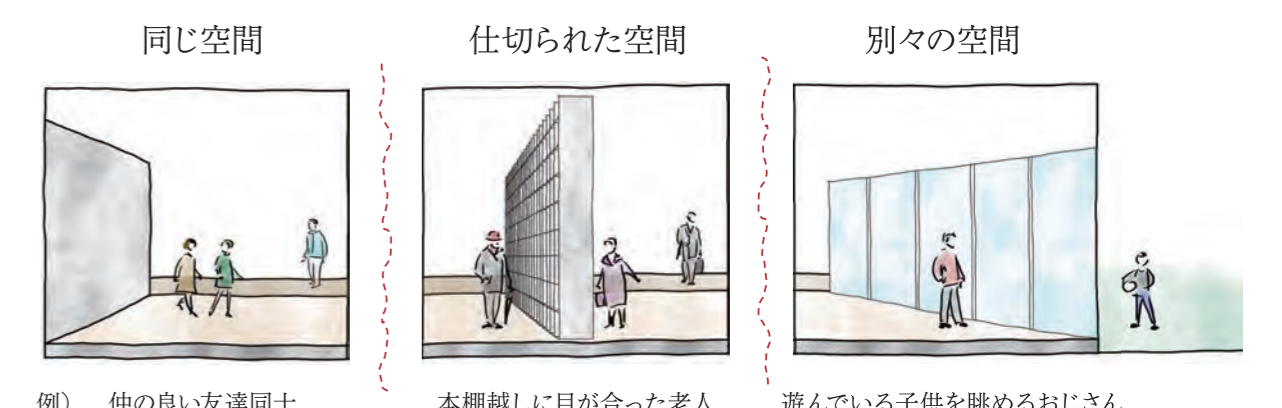 同じ空間
仕切られた空間
別々の空間
例） 仲の良い友達同士
本棚越しに目が合った老人
遊んでいる子供を眺めるおじさん